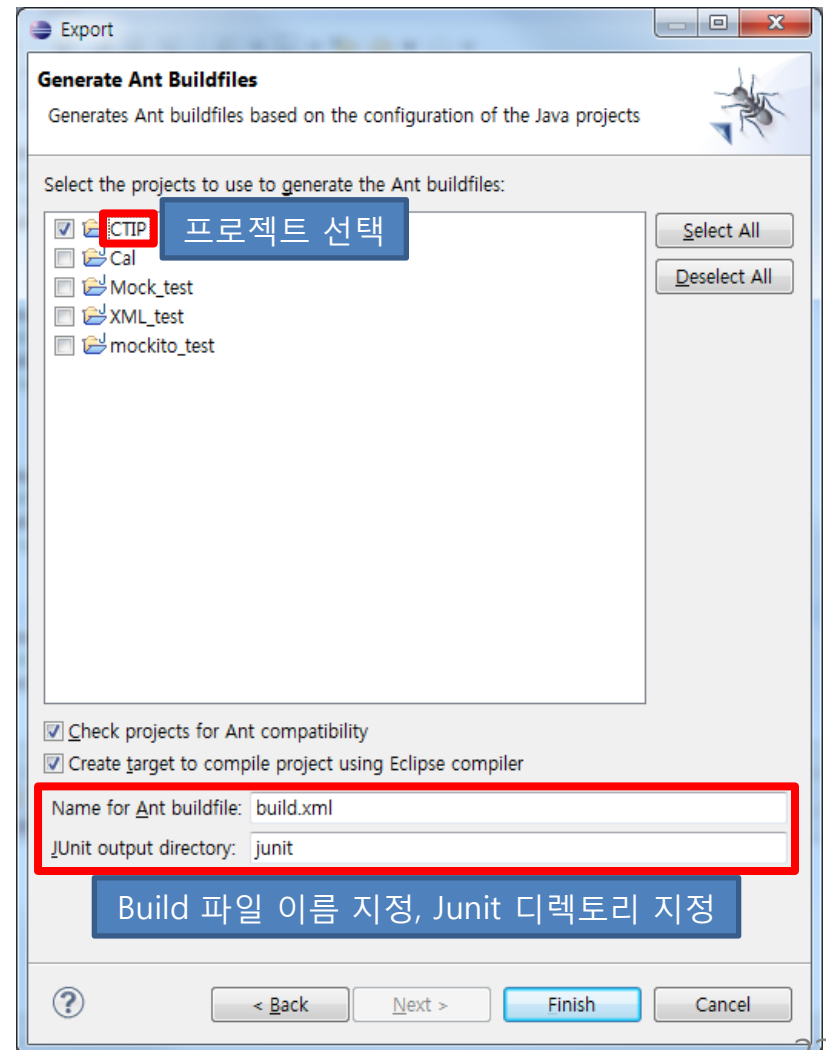 Export
Generate Ant Buildfiles
Generates Ant buildfiles based on the configuration of the Java projects
Select the projects to use to generate the Ant buildfiles:
CTIP
프로젝트 선택
Select All
Cal
Deselect All
Mock_test
XML_test
mockito_test
Check projects for Ant compatibility
Create target to compile project using Eclipse compiler
Name for Ant buildfile: build.xml
JUnit output directory: junit
Build 파일 이름 지정, Junit 디렉토리 지정
? < Back Next > Finish Cancel